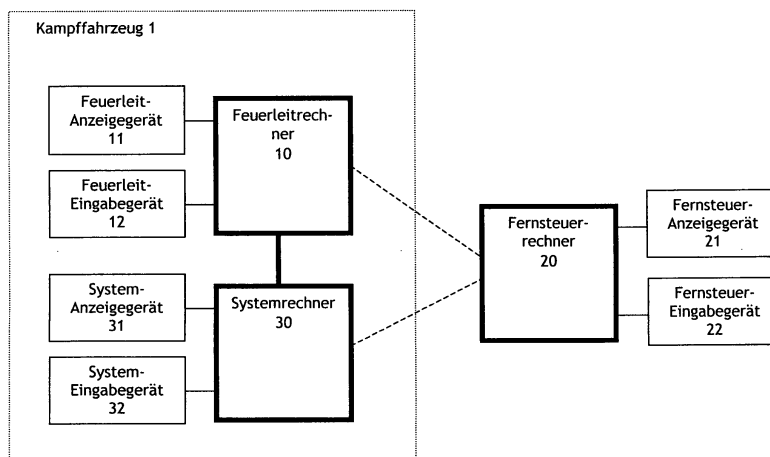 Kampffahrzeug 1
Feuerleit-
Anzeigegerät
11
Feuerleit-
Eingabegerät
12
Feuerleitrech-
ner
10
System-
Anzeigegerät
31
System-
Eingabegerät
32
Systemrechner
30
Fernsteuer-
rechner
20
Fernsteuer-
Anzeigegerät
21
Fernsteuer-
Eingabegerät
22